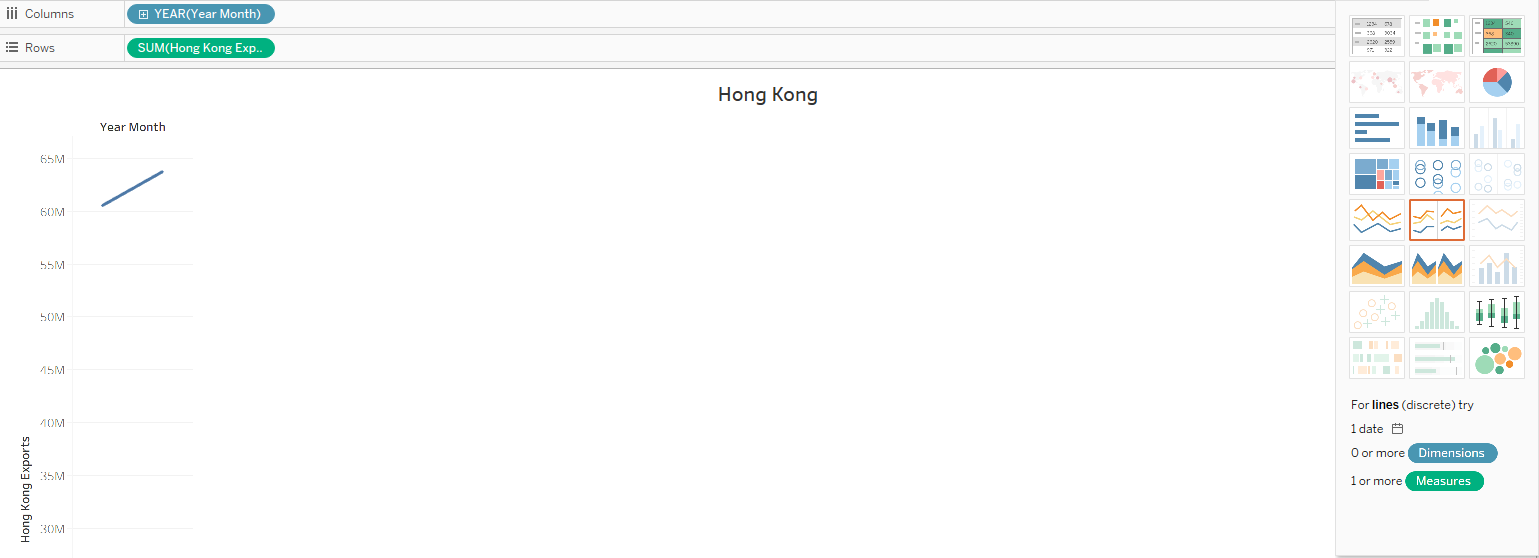 Columns
YEAR(Year Month)
Rows
SUM(Hong Kong Exp..
Hong Kong
Year Month
65M
60M
55M
50M
45M
40M
35M
30M
Hong Kong Exports
For lines (discrete) try
1 date
0 or more Dimensions
1 or more Measures